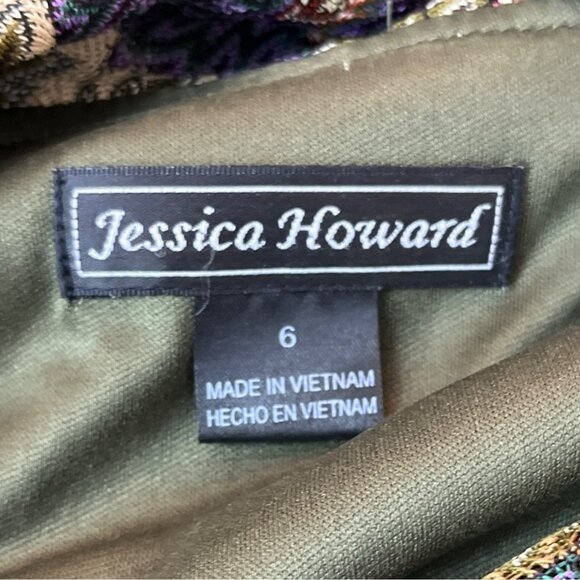 Jessica Howard
6
MADE IN VIETNAM
HECHO EN VIETNAM